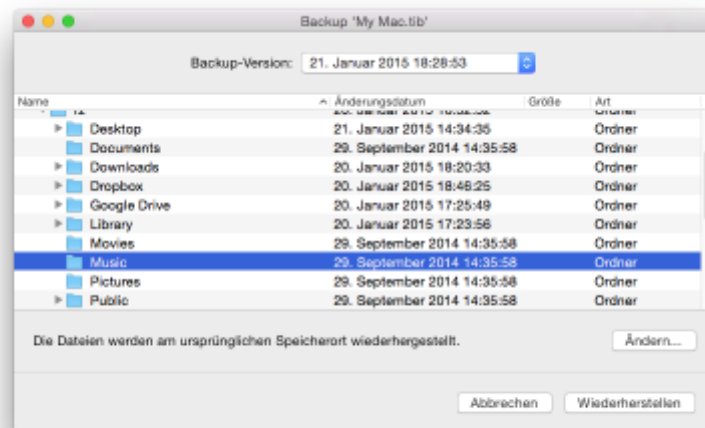 Backup 'My Mac.tib'
Backup-Version: 21. Januar 2015 18:28:53
Name Änderungsdatum Größe Art
Desktop 21. Januar 2015 14:34:35 Ordner
Documents 29. September 2014 14:35:58 Ordner
Downloads 20. Januar 2015 18:20:33 Ordner
Dropbox 20. Januar 2015 18:46:25 Ordner
Google Drive 20. Januar 2015 17:25:49 Ordner
Library 20. Januar 2015 17:23:56 Ordner
Movies 29. September 2014 14:35:58 Ordner
Music 29. September 2014 14:35:58 Ordner
Pictures 29. September 2014 14:35:58 Ordner
Public 29. September 2014 14:35:58 Ordner
Die Dateien werden am ursprünglichen Speicherort wiederhergestellt. Ändern...
Abbrechen Wiederherstellen